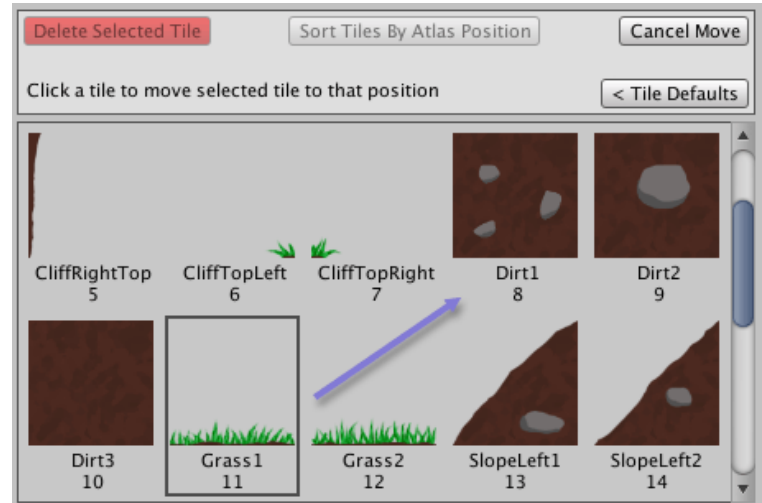 Delete Selected Tile
Sort Tiles By Atlas Position
Cancel Move
Click a tile to move selected tile to that position
< Tile Defaults
CliffRightTop
5
CliffTopLeft
6
CliffTopRight
7
Dirt1
8
Dirt2
9
Dirt3
10
Grass1
11
Grass2
12
SlopeLeft1
13
SlopeLeft2
14